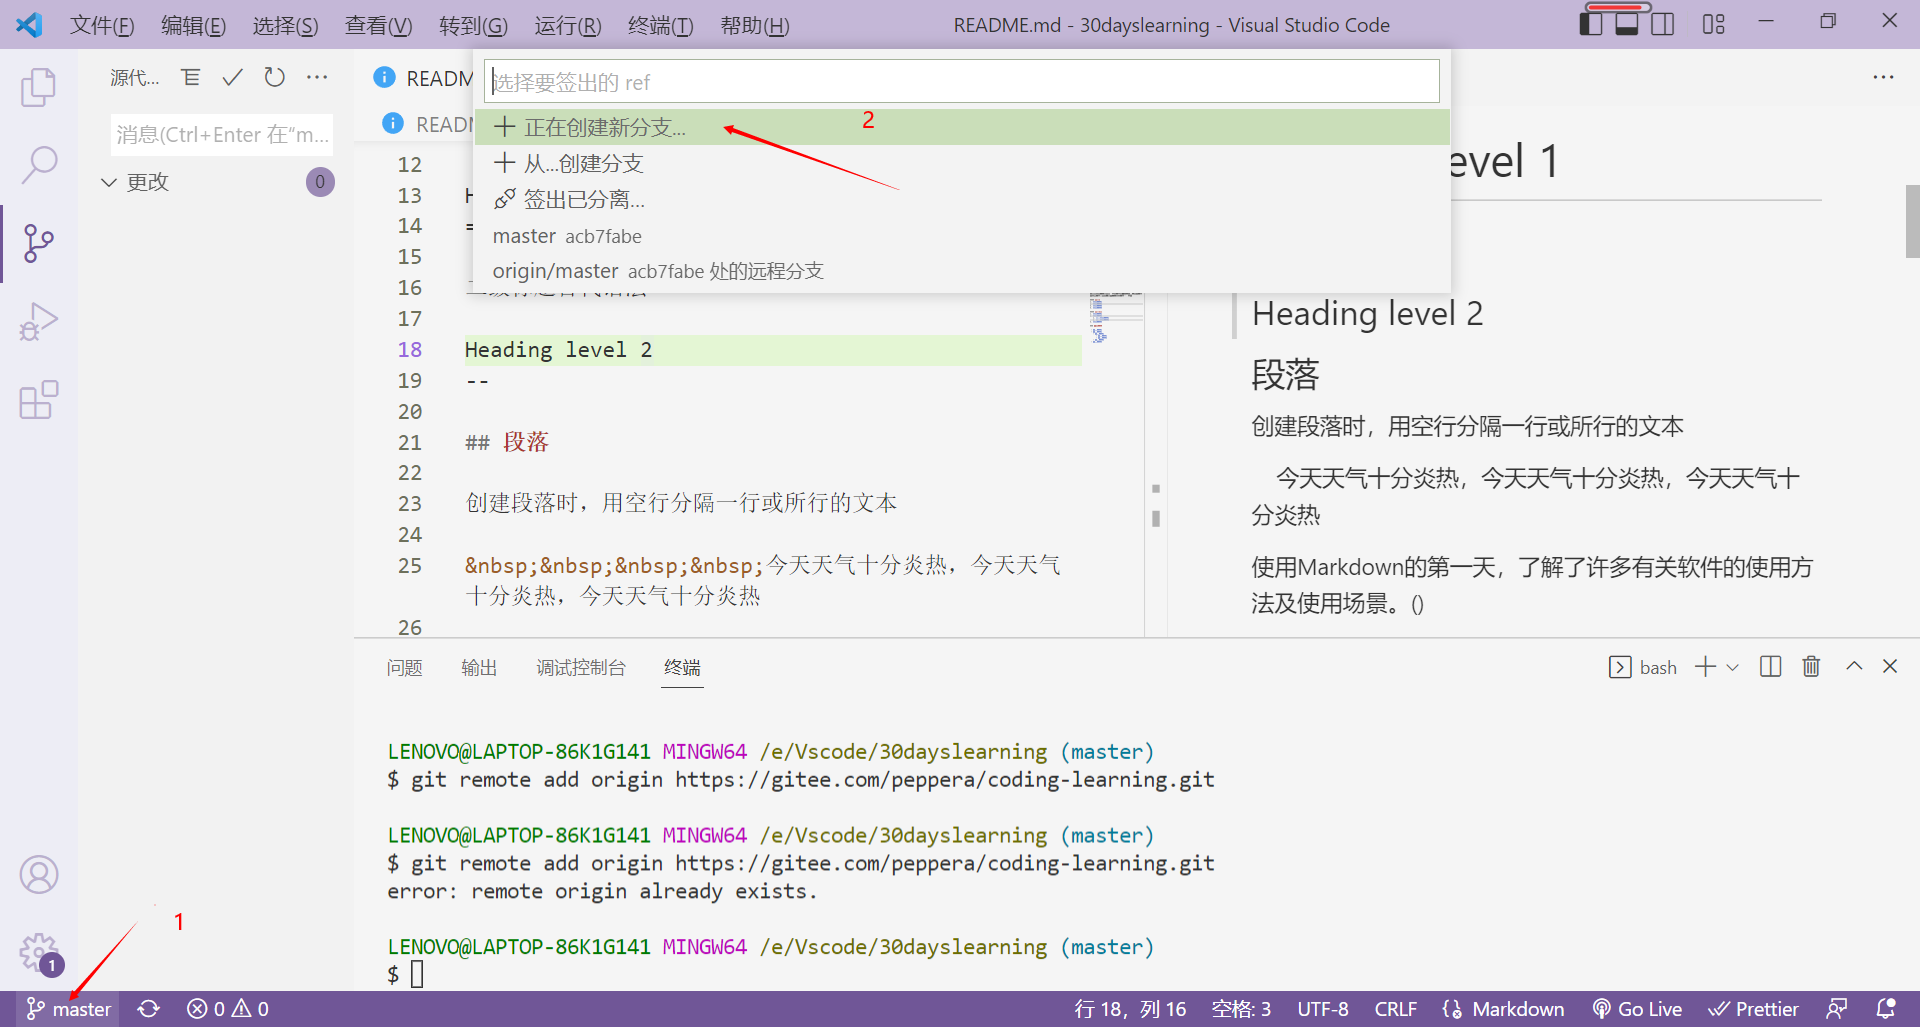 文件(F) 编辑(E) 选择(S) 查看(V) 转到(G) 运行(R) 终端(T) 帮助(H) README.md - 30dayslearning - Visual Studio Code
源代...
消息(Ctrl+Enter 在“m...
更改 0
READM
READ
选择要签出的 ref
正在创建新分支... 2
从...创建分支
签出已分离...
master acb7fabe
origin/master acb7fabe 处的远程分支
12
13
14
15
16
17
18 Heading level 2
19 --
20
21 ## 段落
22
23 创建段落时，用空行分隔一行或所行的文本
24
25 &nbsp;&nbsp;&nbsp;&nbsp;今天天气十分炎热，今天天气
十分炎热，今天天气十分炎热
26
evel 1
Heading level 2
段落
创建段落时，用空行分隔一行或所行的文本
今天天气十分炎热，今天天气十分炎热，今天天气十
分炎热
使用Markdown的第一天，了解了许多有关软件的使用方
法及使用场景。()
问题 输出 调试控制台 终端 bash
LENOVO@LAPTOP-86K1G141 MINGW64 /e/Vscode/30dayslearning (master)
$ git remote add origin https://gitee.com/peppera/coding-learning.git
LENOVO@LAPTOP-86K1G141 MINGW64 /e/Vscode/30dayslearning (master)
$ git remote add origin https://gitee.com/peppera/coding-learning.git
error: remote origin already exists.
LENOVO@LAPTOP-86K1G141 MINGW64 /e/Vscode/30dayslearning (master)
$
1
1
master 0 0 行 18，列 16 空格: 3 UTF-8 CRLF Markdown Go Live Prettier